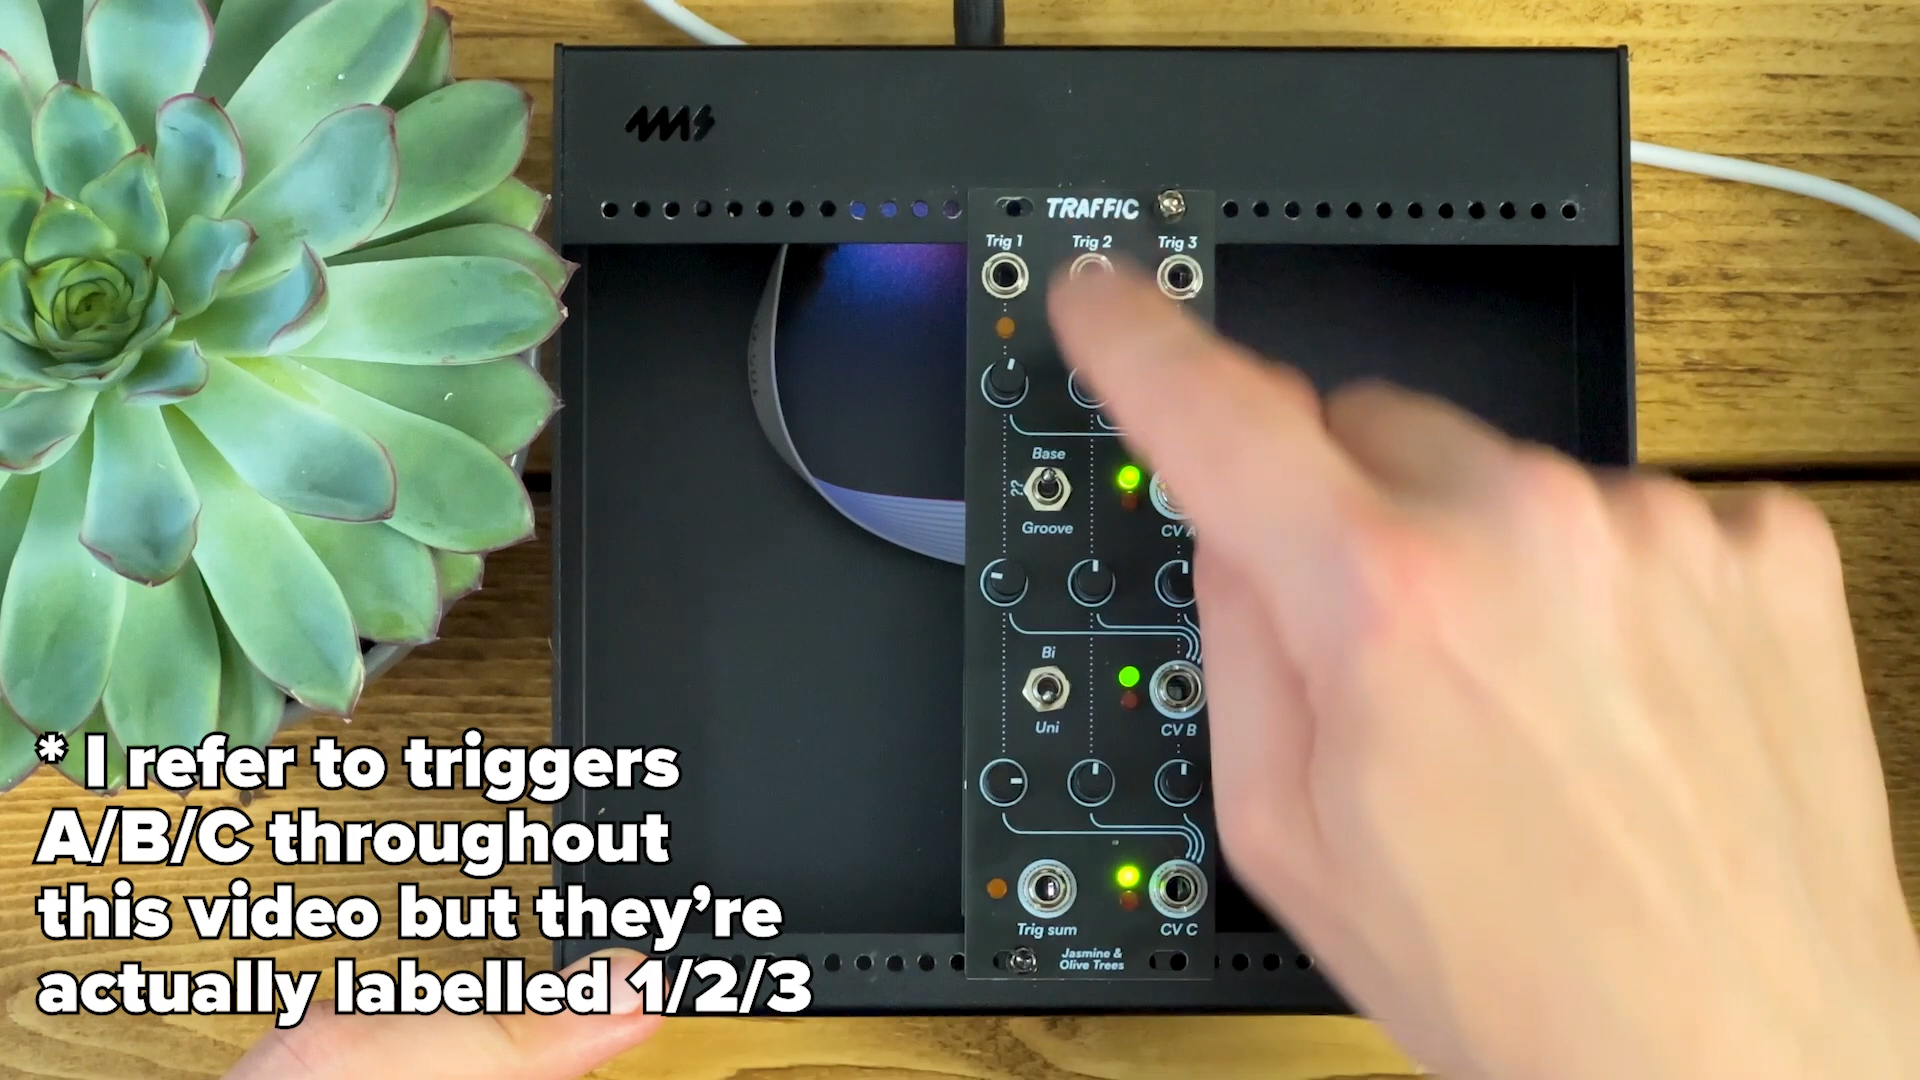 TRAFFIC
Trig 1 Trig 2 Trig 3
Base
??
Groove
CV A
Bi
Uni
CV B
Trig sum
CV C
Jasmine &
Olive Trees
* I refer to triggers
A/B/C throughout
this video but they’re
actually labelled 1/2/3